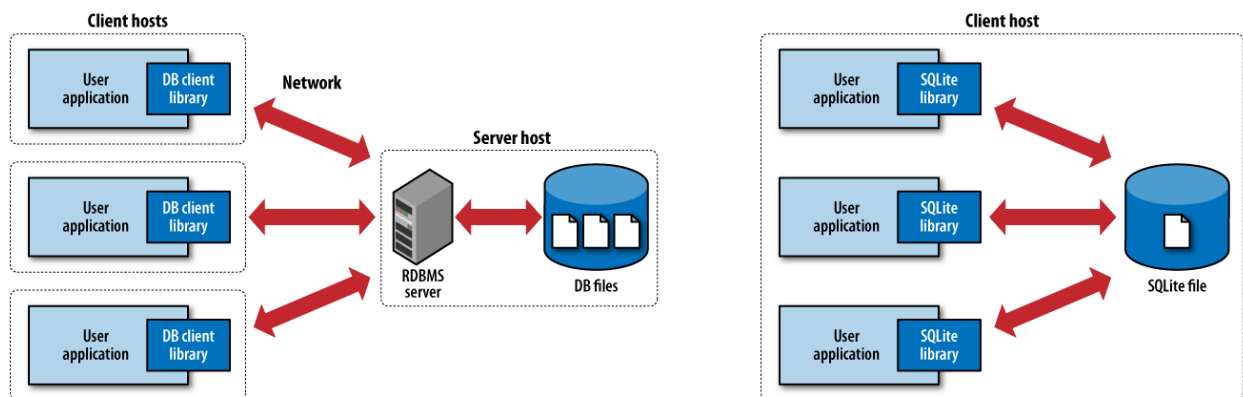 Client hosts
User
application
DB client
library
Network
User
application
DB client
library
User
application
DB client
library
Server host
RDBMS
server
DB files
Client host
User
application
SQLite
library
User
application
SQLite
library
User
application
SQLite
library
SQLite file